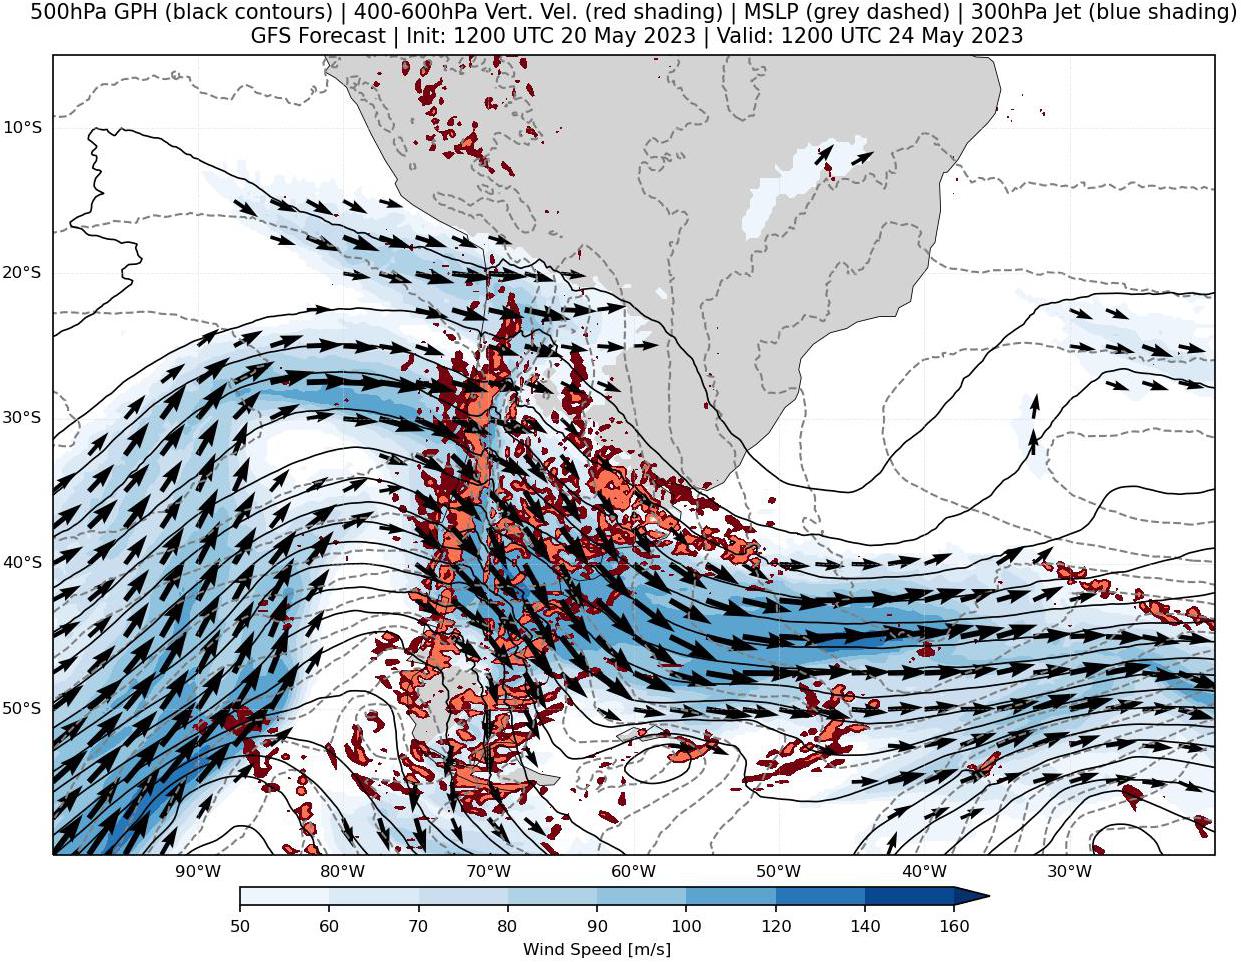 500hPa GPH (black contours) | 400-600hPa Vert. Vel. (red shading) | MSLP (grey dashed) | 300hPa Jet (blue shading)
GFS Forecast | Init: 1200 UTC 20 May 2023 | Valid: 1200 UTC 24 May 2023
10°S
20°S
30°S
40°S
50°S
90°W 80°W 70°W 60°W 50°W 40°W 30°W
50 60 70 80 90 100 120 140 160
Wind Speed [m/s]